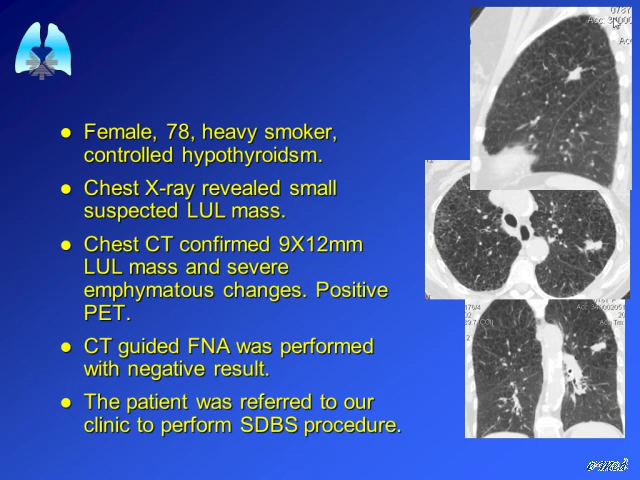 ● Female, 78, heavy smoker,
controlled hypothyroidsm.
● Chest X-ray revealed small
suspected LUL mass.
● Chest CT confirmed 9X12mm
LUL mass and severe
emphymatous changes. Positive
PET.
● CT guided FNA was performed
with negative result.
● The patient was referred to our
clinic to perform SDBS procedure.